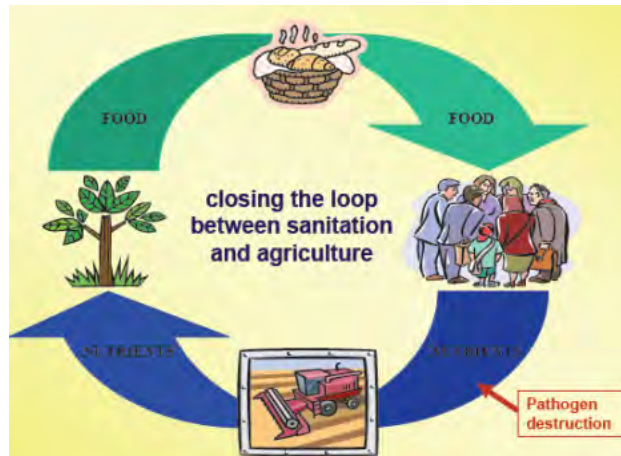 FOOD
FOOD
closing the loop
between sanitation
and agriculture
NUTRIENTS
NUTRIENTS
Pathogen
destruction